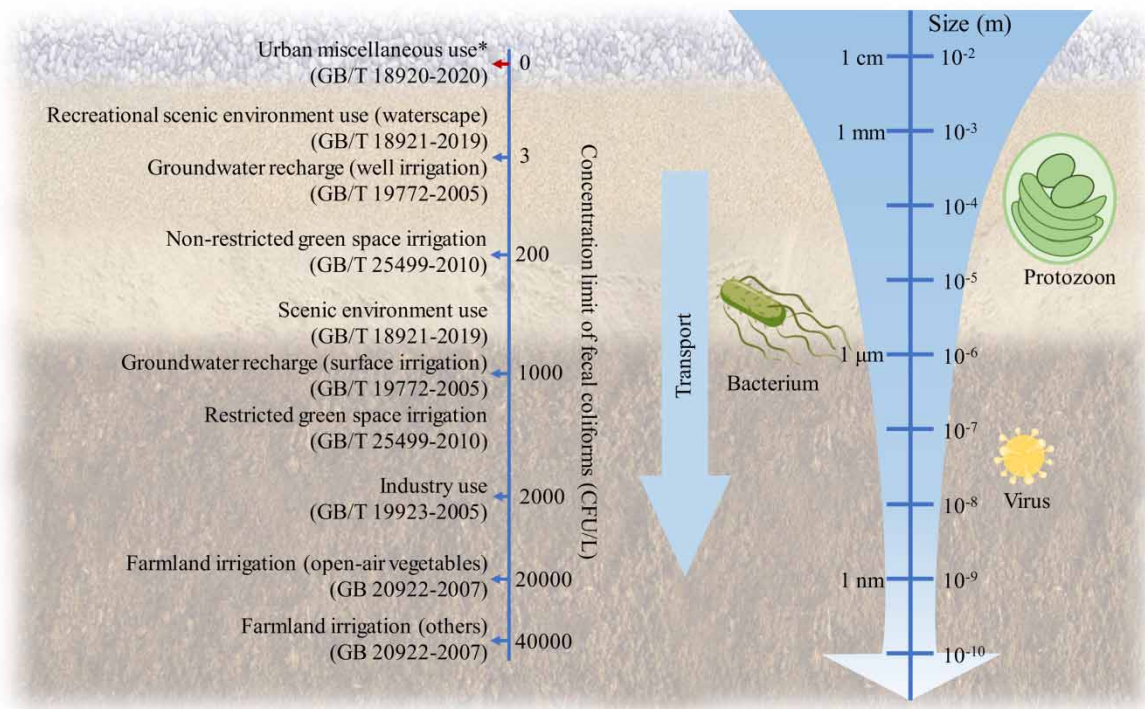 Urban miscellaneous use*
(GB/T 18920-2020)
0
Recreational scenic environment use (waterscape)
(GB/T 18921-2019)
Groundwater recharge (well irrigation)
(GB/T 19772-2005)
3
Non-restricted green space irrigation
(GB/T 25499-2010)
200
Scenic environment use
(GB/T 18921-2019)
Groundwater recharge (surface irrigation)
(GB/T 19772-2005)
Restricted green space irrigation
(GB/T 25499-2010)
1000
Industry use
(GB/T 19923-2005)
2000
Farmland irrigation (open-air vegetables)
(GB 20922-2007)
20000
Farmland irrigation (others)
(GB 20922-2007)
40000
Concentration limit of fecal coliforms (CFU/L)
Transport
Bacterium
Size (m)
1 cm 10⁻²
1 mm 10⁻³
10⁻⁴
10⁻⁵
1 μm 10⁻⁶
10⁻⁷
10⁻⁸
1 nm 10⁻⁹
10⁻¹⁰
Protozoon
Virus